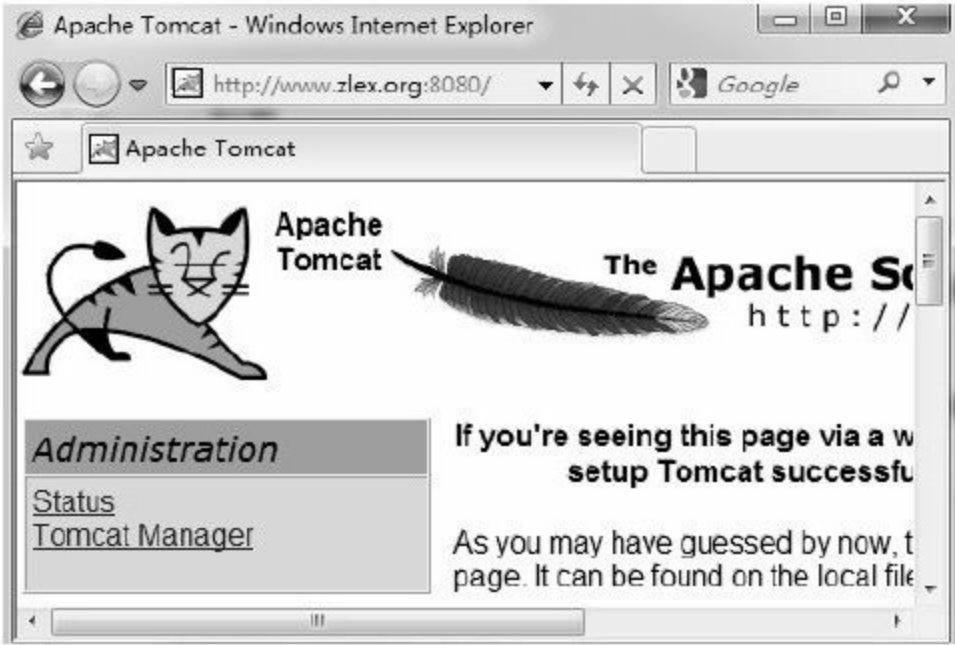 Apache Tomcat - Windows Internet Explorer
http://www.zlex.org:8080/
Google
Apache Tomcat
Apache
Tomcat
The Apache So
http://
Administration
Status
Tomcat Manager
If you're seeing this page via a w
setup Tomcat successfu
As you may have guessed by now, t
page. It can be found on the local file